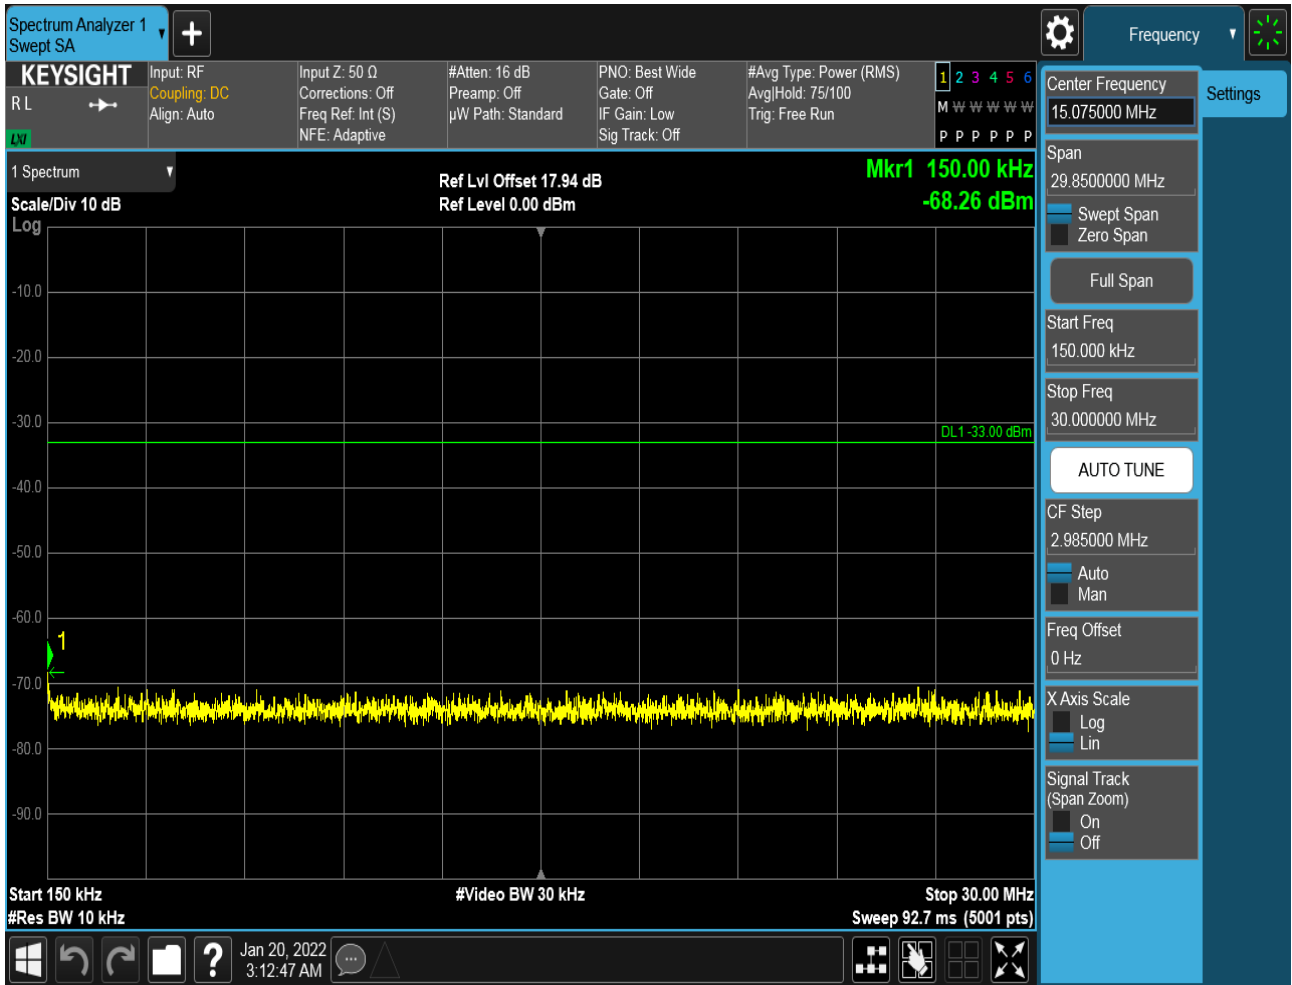 Spectrum Analyzer 1
Swept SA
+
Frequency
KEYSIGHT
R L
LXI
Input: RF
Coupling: DC
Align: Auto
Input Z: 50 Ω
Corrections: Off
Freq Ref: Int (S)
NFE: Adaptive
#Atten: 16 dB
Preamp: Off
µW Path: Standard
PNO: Best Wide
Gate: Off
IF Gain: Low
Sig Track: Off
#Avg Type: Power (RMS)
Avg|Hold: 75/100
Trig: Free Run
1 2 3 4 5 6
M W W W W W
P P P P P P
1 Spectrum
Scale/Div 10 dB
Log
Ref Lvl Offset 17.94 dB
Ref Level 0.00 dBm
Mkr1 150.00 kHz
-68.26 dBm
-10.0
-20.0
-30.0
DL1 -33.00 dBm
-40.0
-50.0
-60.0
1
-70.0
-80.0
-90.0
Start 150 kHz
#Video BW 30 kHz
Stop 30.00 MHz
#Res BW 10 kHz
Sweep 92.7 ms (5001 pts)
Center Frequency
15.075000 MHz
Settings
Span
29.8500000 MHz
Swept Span
Zero Span
Full Span
Start Freq
150.000 kHz
Stop Freq
30.000000 MHz
AUTO TUNE
CF Step
2.985000 MHz
Auto
Man
Freq Offset
0 Hz
X Axis Scale
Log
Lin
Signal Track
(Span Zoom)
On
Off
?
Jan 20, 2022
3:12:47 AM